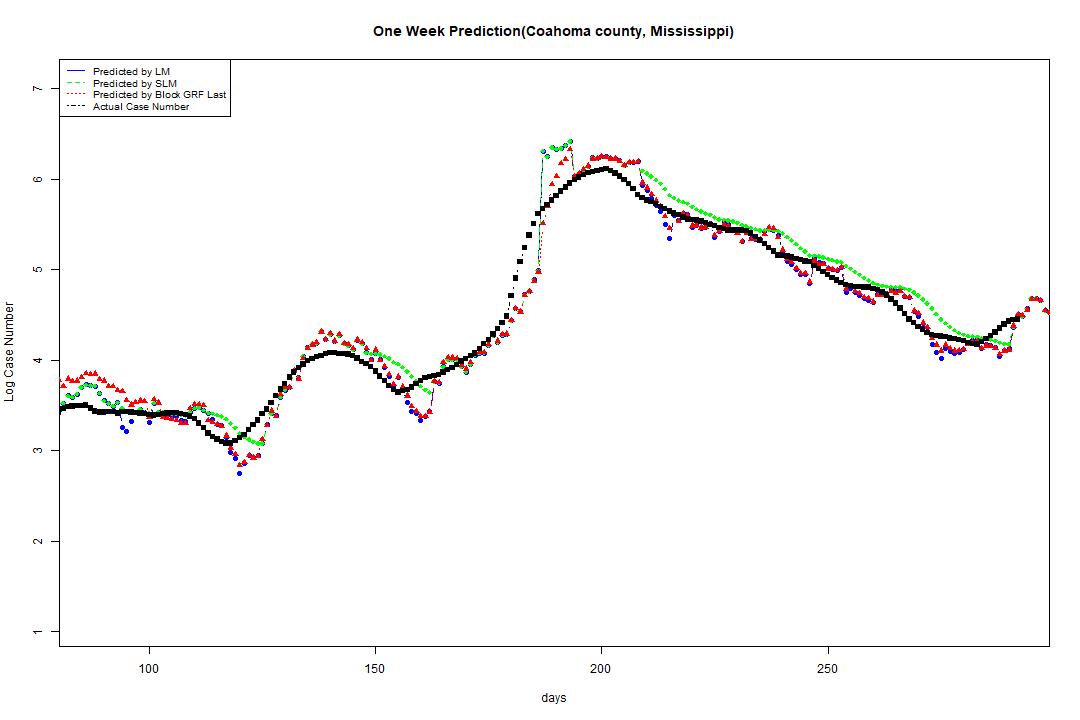 One Week Prediction(Coahoma county, Mississippi)
Predicted by LM
Predicted by SLM
Predicted by Block GRF Last
Actual Case Number
7
6
5
4
3
2
1
Log Case Number
100 150 200 250
days